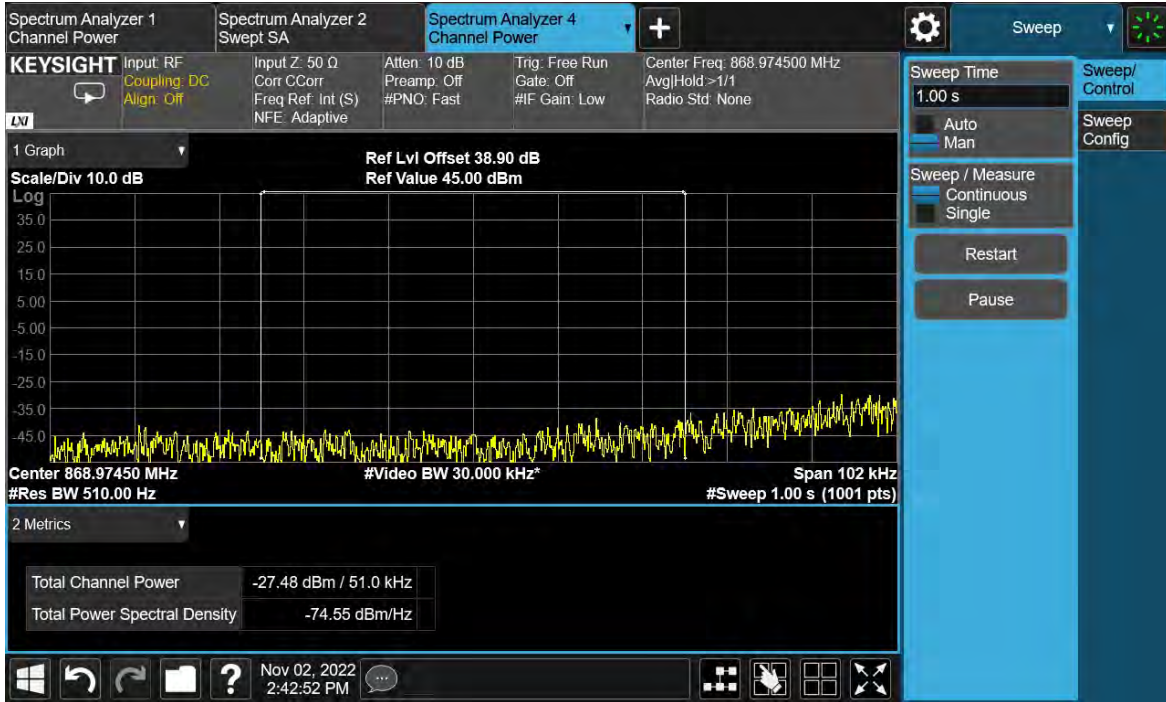 Spectrum Analyzer 1
Channel Power
Spectrum Analyzer 2
Swept SA
Spectrum Analyzer 4
Channel Power
Sweep
KEYSIGHT
LXI
Input: RF
Coupling: DC
Align: Off
Input Z: 50 Ω
Corr CCorr
Freq Ref: Int (S)
NFE: Adaptive
Atten: 10 dB
Preamp: Off
#PNO: Fast
Trig: Free Run
Gate: Off
#IF Gain: Low
Center Freq: 868.974500 MHz
Avg|Hold:>1/1
Radio Std: None
1 Graph
Scale/Div 10.0 dB
Ref Lvl Offset 38.90 dB
Ref Value 45.00 dBm
Log
35.0
25.0
15.0
5.00
-5.00
-15.0
-25.0
-35.0
-45.0
Center 868.97450 MHz
#Video BW 30.000 kHz*
Span 102 kHz
#Res BW 510.00 Hz
#Sweep 1.00 s (1001 pts)
2 Metrics
Total Channel Power -27.48 dBm / 51.0 kHz
Total Power Spectral Density -74.55 dBm/Hz
Sweep Time
1.00 s
Auto
Man
Sweep / Measure
Continuous
Single
Restart
Pause
Sweep/
Control
Sweep
Config
?
Nov 02, 2022
2:42:52 PM